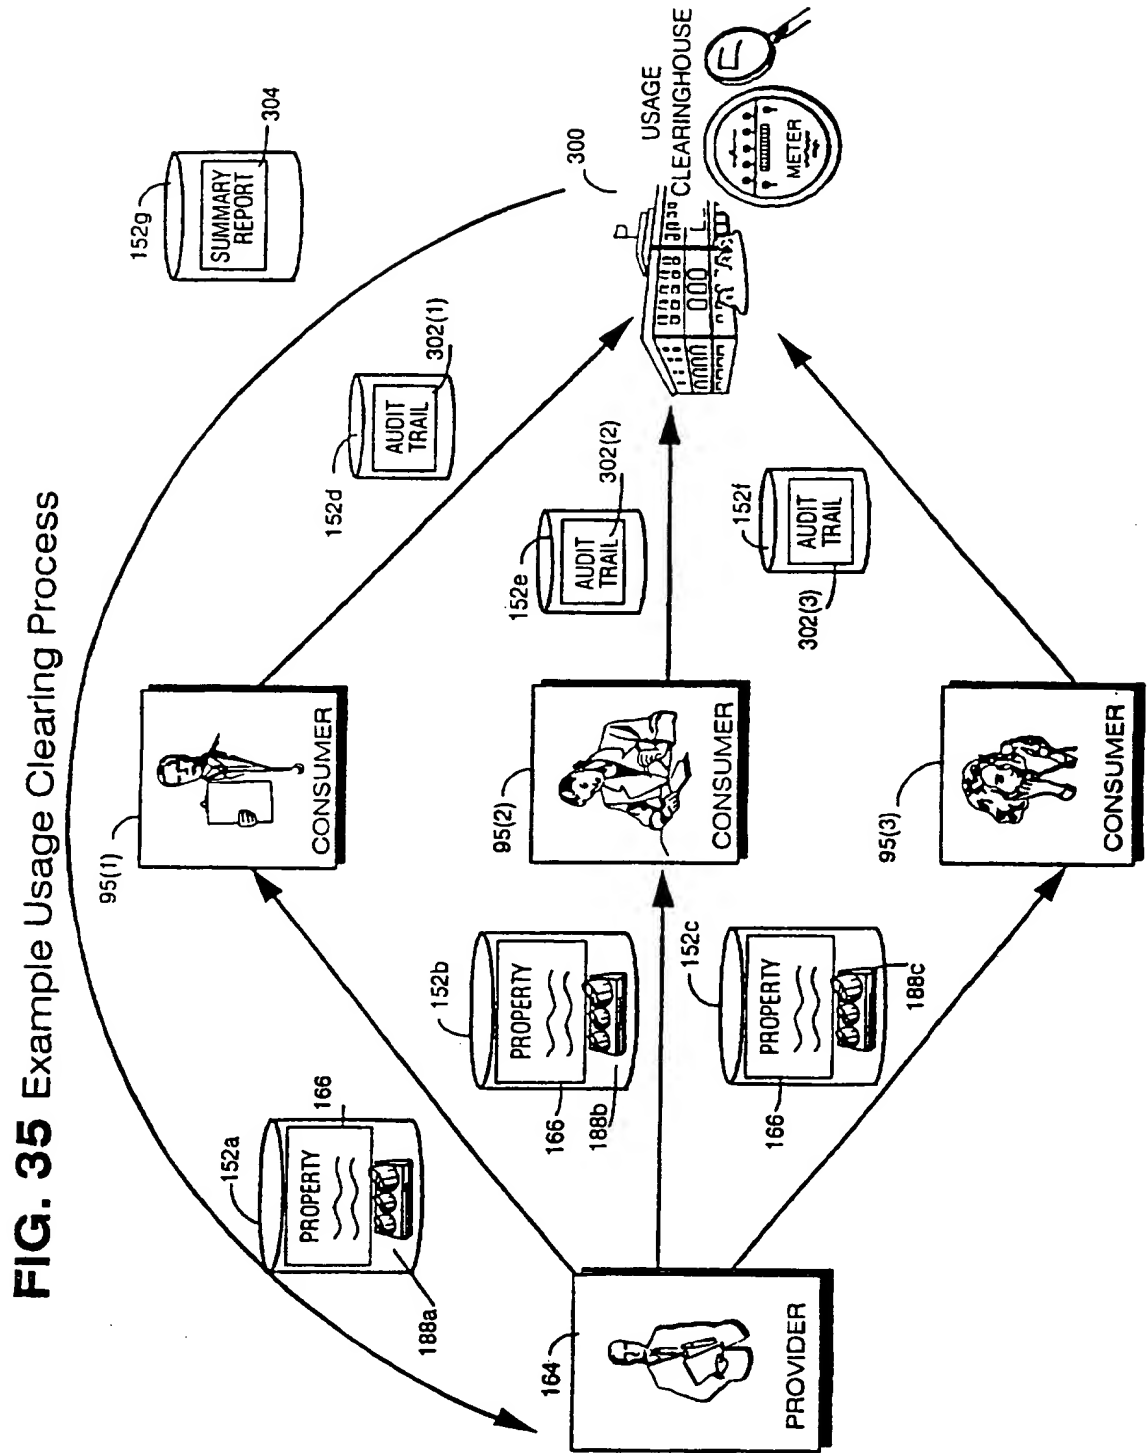 FIG. 35 Example Usage Clearing Process
152g
SUMMARY
REPORT
304
152a
166
PROPERTY
188a
95(1)
CONSUMER
152d
AUDIT
TRAIL
302(1)
300
USAGE
CLEARINGHOUSE
METER
164
PROVIDER
152b
PROPERTY
166
188b
95(2)
CONSUMER
152e
AUDIT
TRAIL
302(2)
152c
PROPERTY
166
188c
95(3)
CONSUMER
152f
AUDIT
TRAIL
302(3)